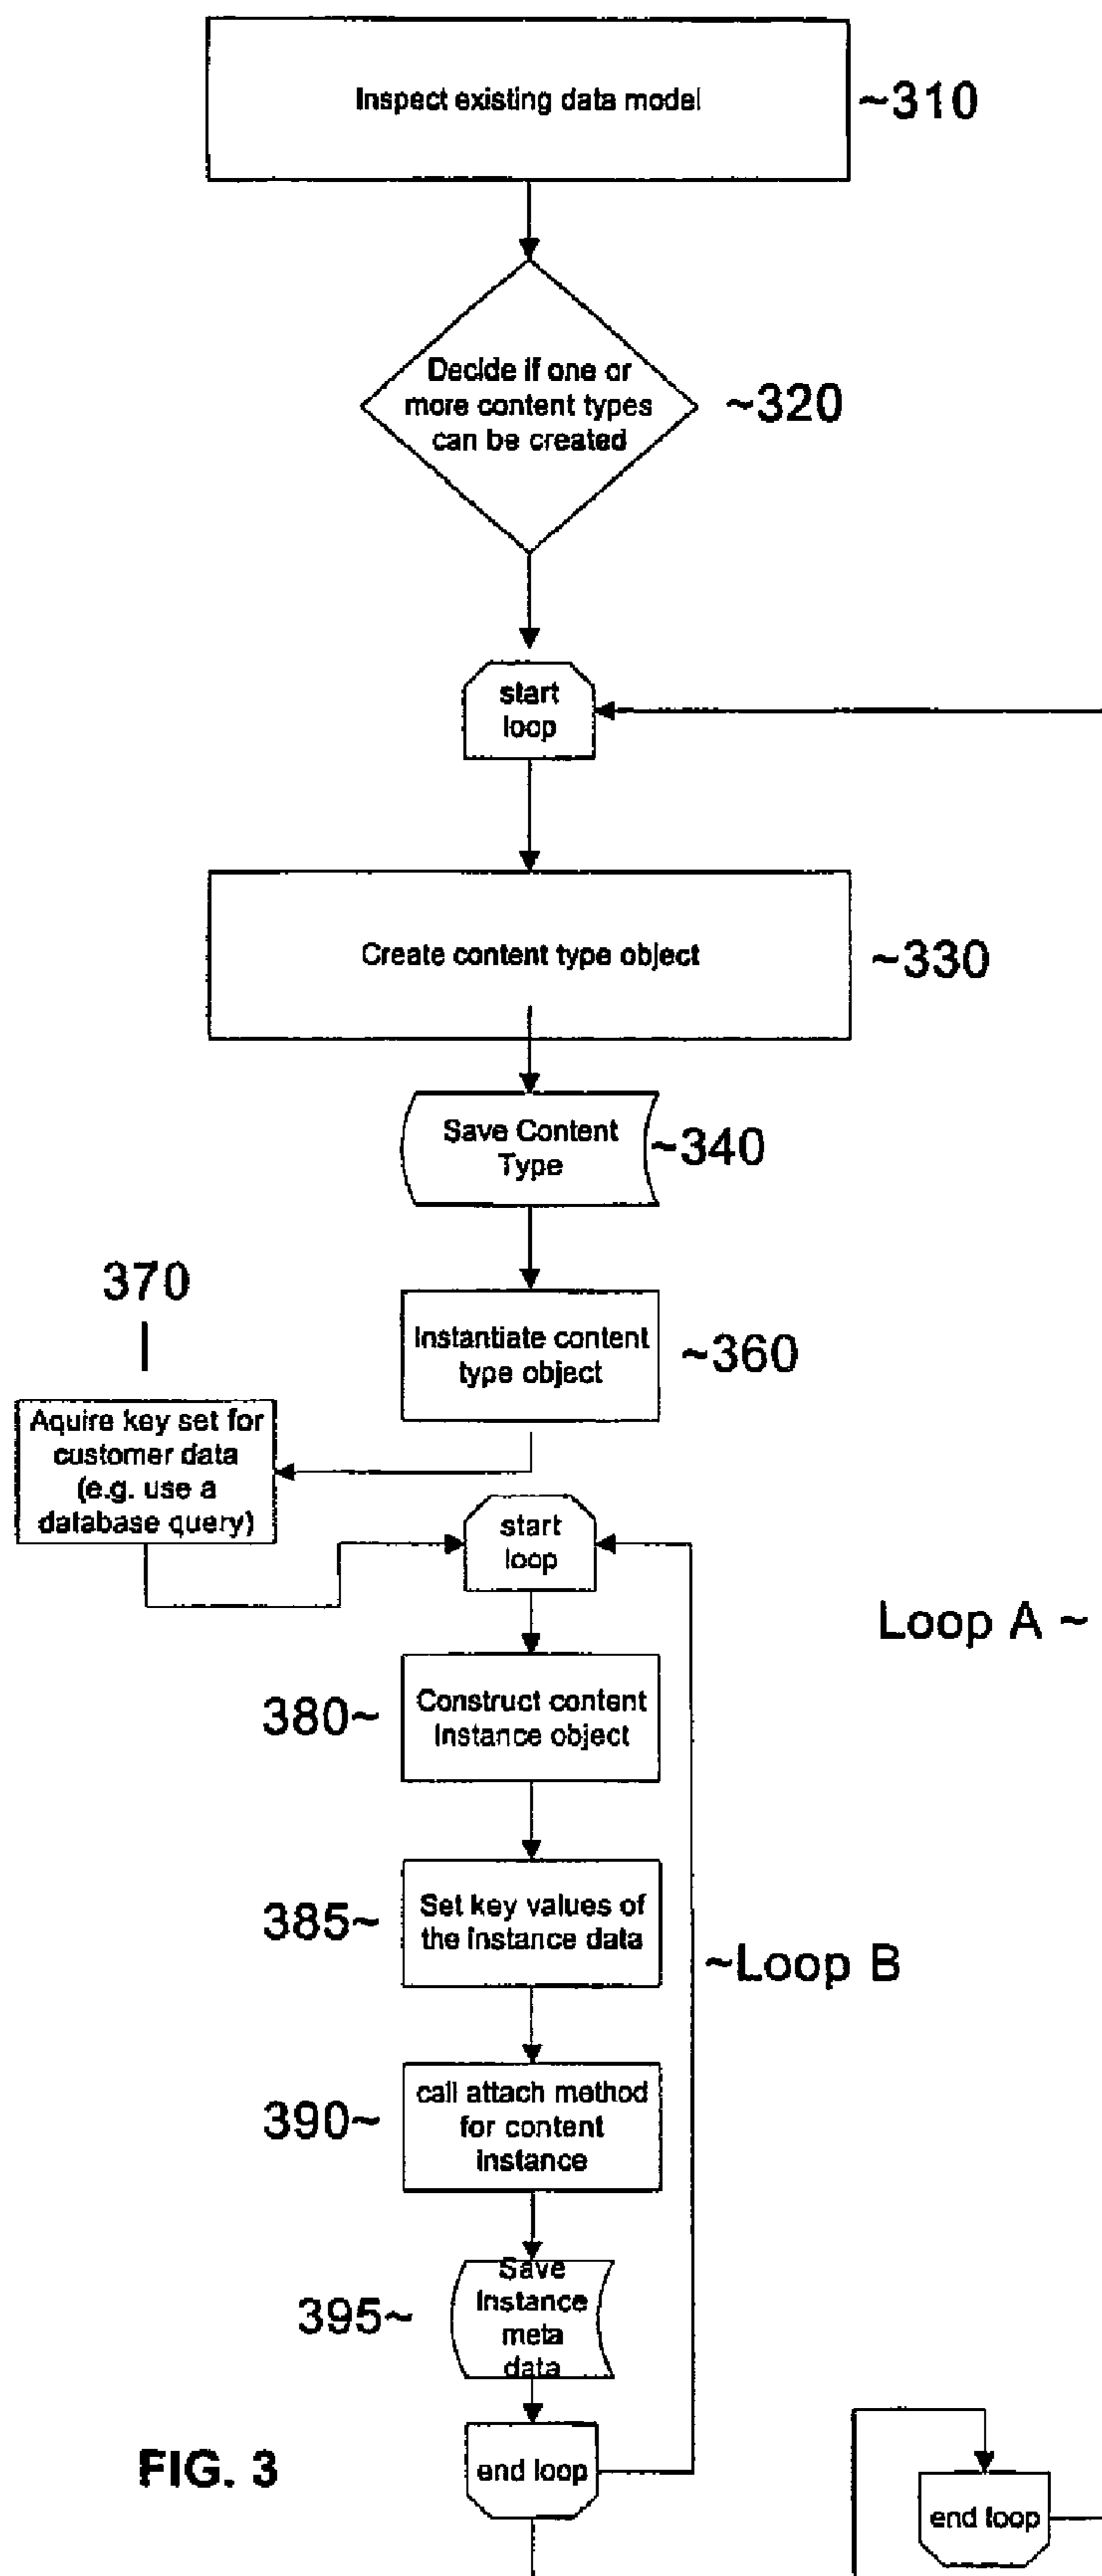 Inspect existing data model
~310
Decide if one or
more content types
can be created
~320
start
loop
Create content type object
~330
Save Content
Type
~340
370
Instantiate content
type object
~360
Aquire key set for
customer data
(e.g. use a
database query)
start
loop
Loop A ~
380~
Construct content
instance object
385~
Set key values of
the instance data
~Loop B
390~
call attach method
for content
instance
395~
Save
instance
meta
data
FIG. 3
end loop
end loop